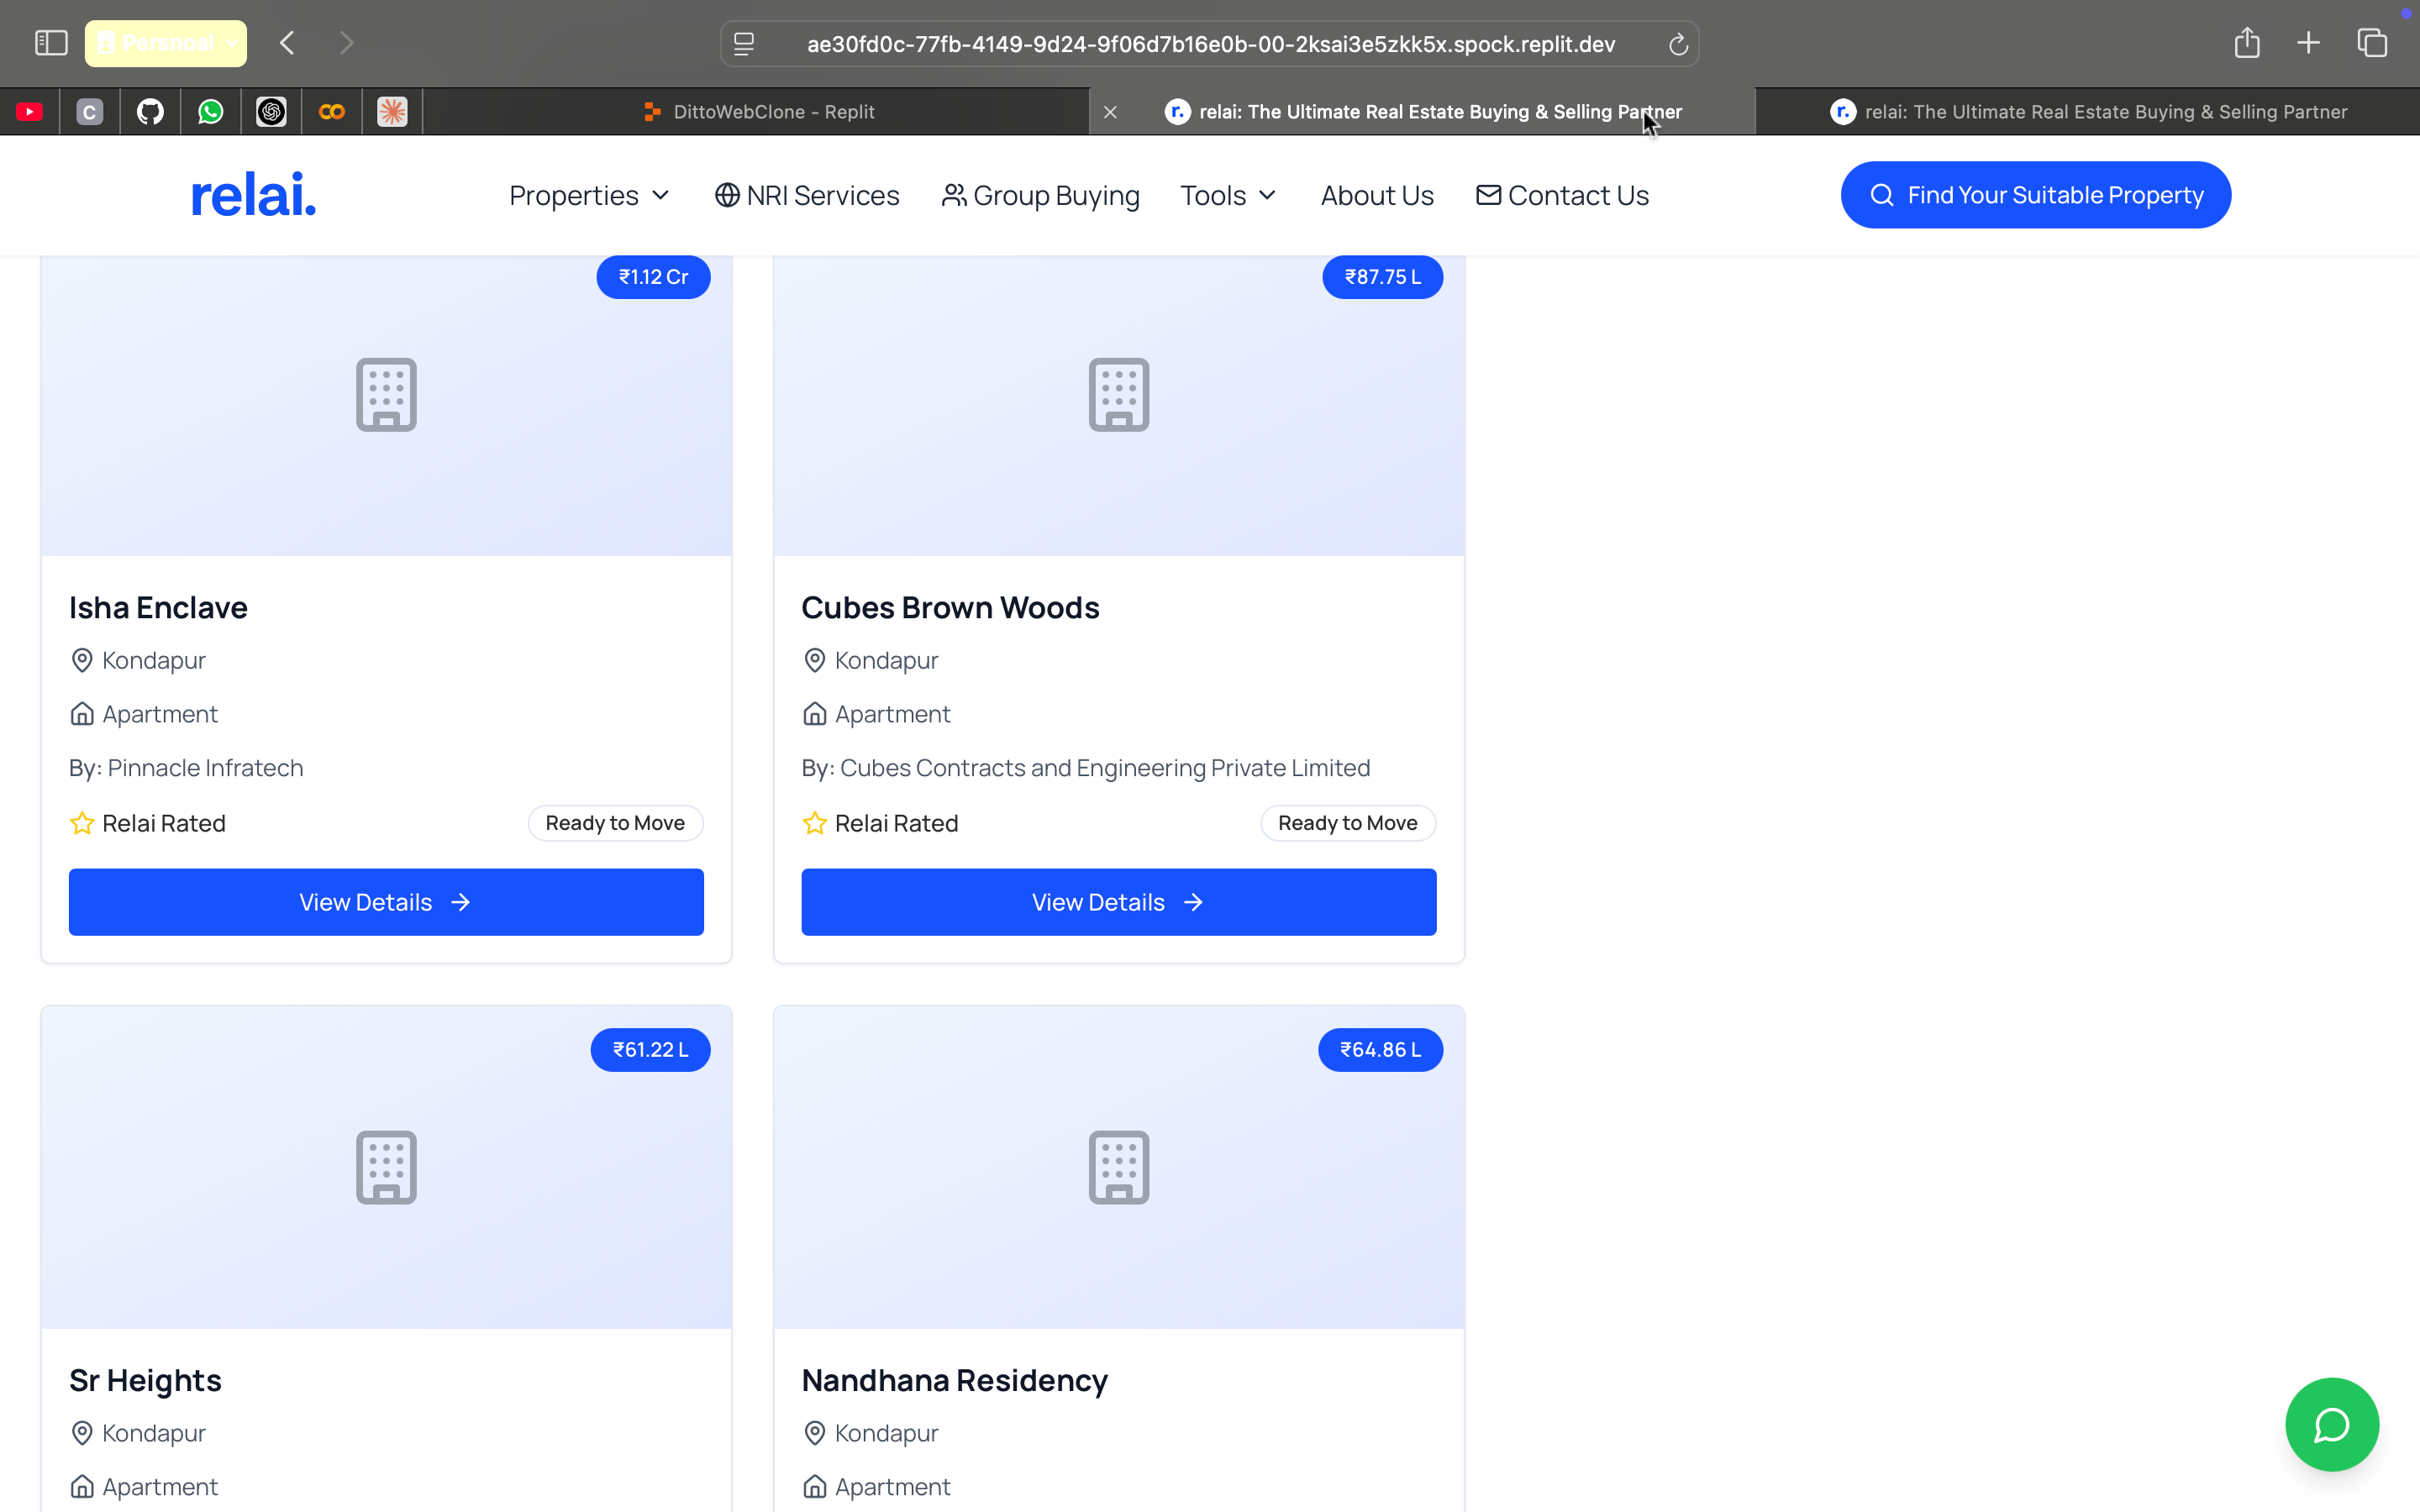 Persnoal
ae30fd0c-77fb-4149-9d24-9f06d7b16e0b-00-2ksai3e5zkk5x.spock.replit.dev
C
DittoWebClone - Replit
r. relai: The Ultimate Real Estate Buying & Selling Partner
r. relai: The Ultimate Real Estate Buying & Selling Partner
relai.
Properties
NRI Services
Group Buying
Tools
About Us
Contact Us
Find Your Suitable Property
₹1.12 Cr
Isha Enclave
Kondapur
Apartment
By: Pinnacle Infratech
Relai Rated
Ready to Move
View Details
₹87.75 L
Cubes Brown Woods
Kondapur
Apartment
By: Cubes Contracts and Engineering Private Limited
Relai Rated
Ready to Move
View Details
₹61.22 L
Sr Heights
Kondapur
Apartment
₹64.86 L
Nandhana Residency
Kondapur
Apartment